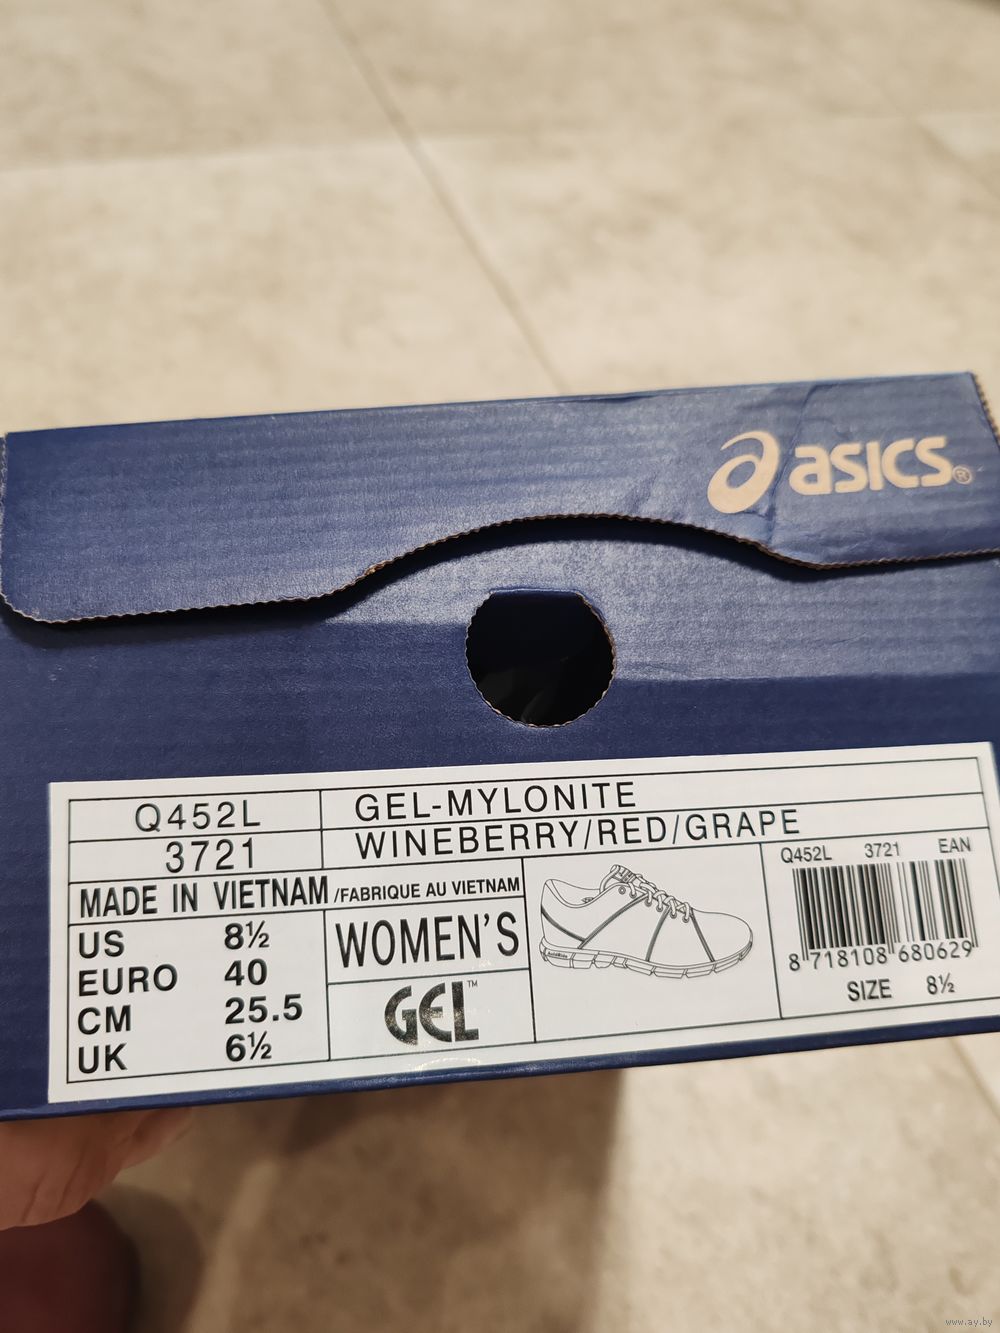 asics®
Q452L
GEL-MYLONITE
3721
WINEBERRY/RED/GRAPE
MADE IN VIETNAM /FABRIQUE AU VIETNAM
US 8½
EURO 40
CM 25.5
UK 6½
WOMEN'S
GEL™
Q452L 3721 EAN
8 718108 680629
SIZE 8½
www.ay.by